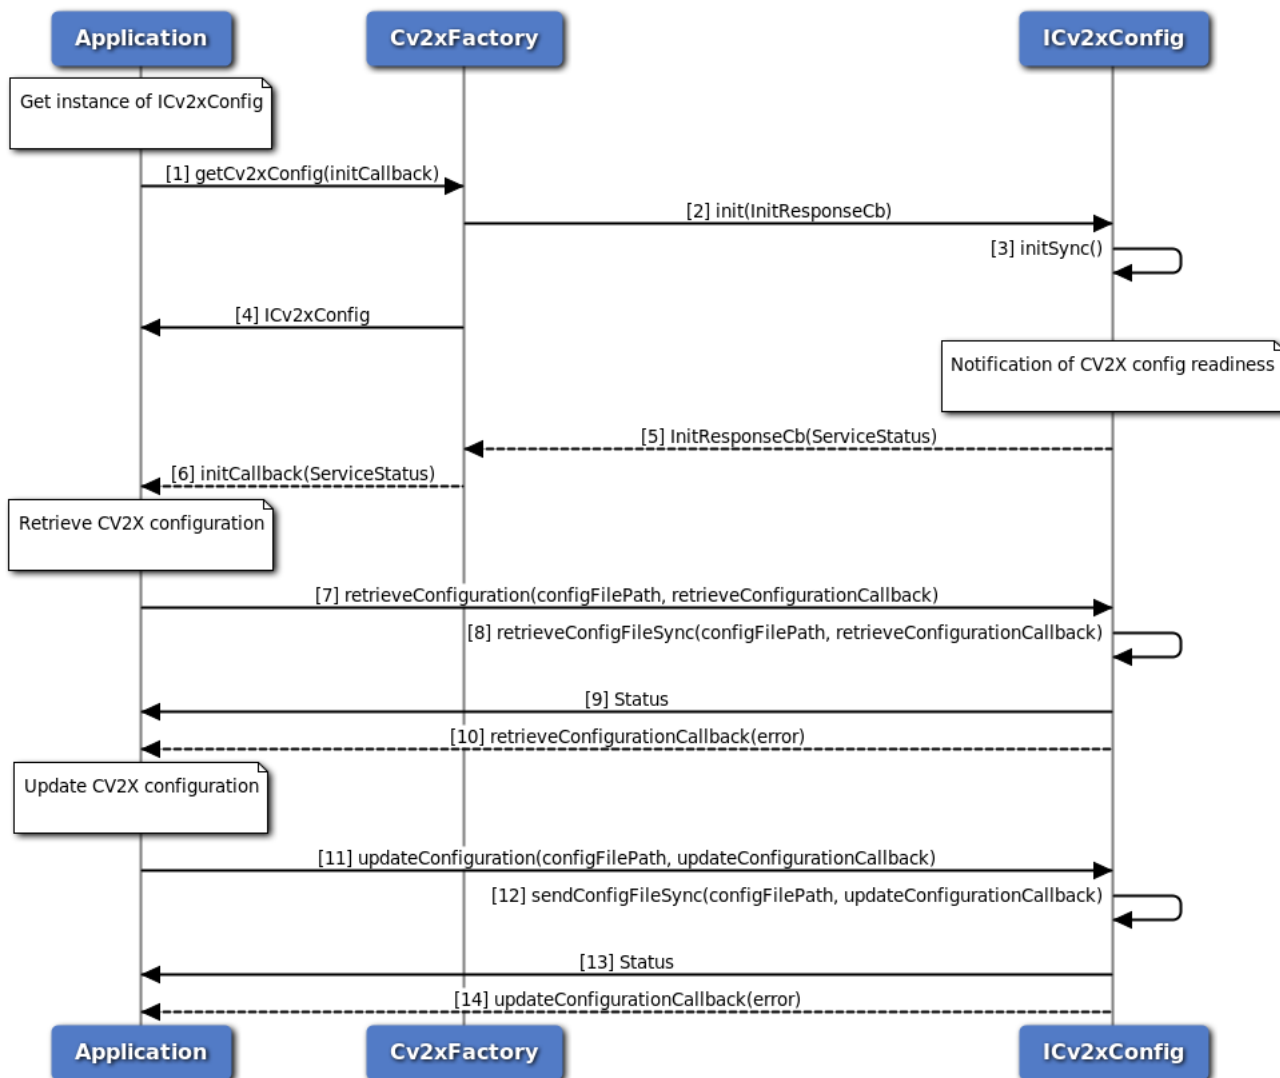 Application
Cv2xFactory
ICv2xConfig
Get instance of ICv2xConfig
[1] getCv2xConfig(initCallback)
[2] init(InitResponseCb)
[3] initSync()
[4] ICv2xConfig
Notification of CV2X config readiness
[5] InitResponseCb(ServiceStatus)
[6] initCallback(ServiceStatus)
Retrieve CV2X configuration
[7] retrieveConfiguration(configFilePath, retrieveConfigurationCallback)
[8] retrieveConfigFileSync(configFilePath, retrieveConfigurationCallback)
[9] Status
[10] retrieveConfigurationCallback(error)
Update CV2X configuration
[11] updateConfiguration(configFilePath, updateConfigurationCallback)
[12] sendConfigFileSync(configFilePath, updateConfigurationCallback)
[13] Status
[14] updateConfigurationCallback(error)
Application
Cv2xFactory
ICv2xConfig